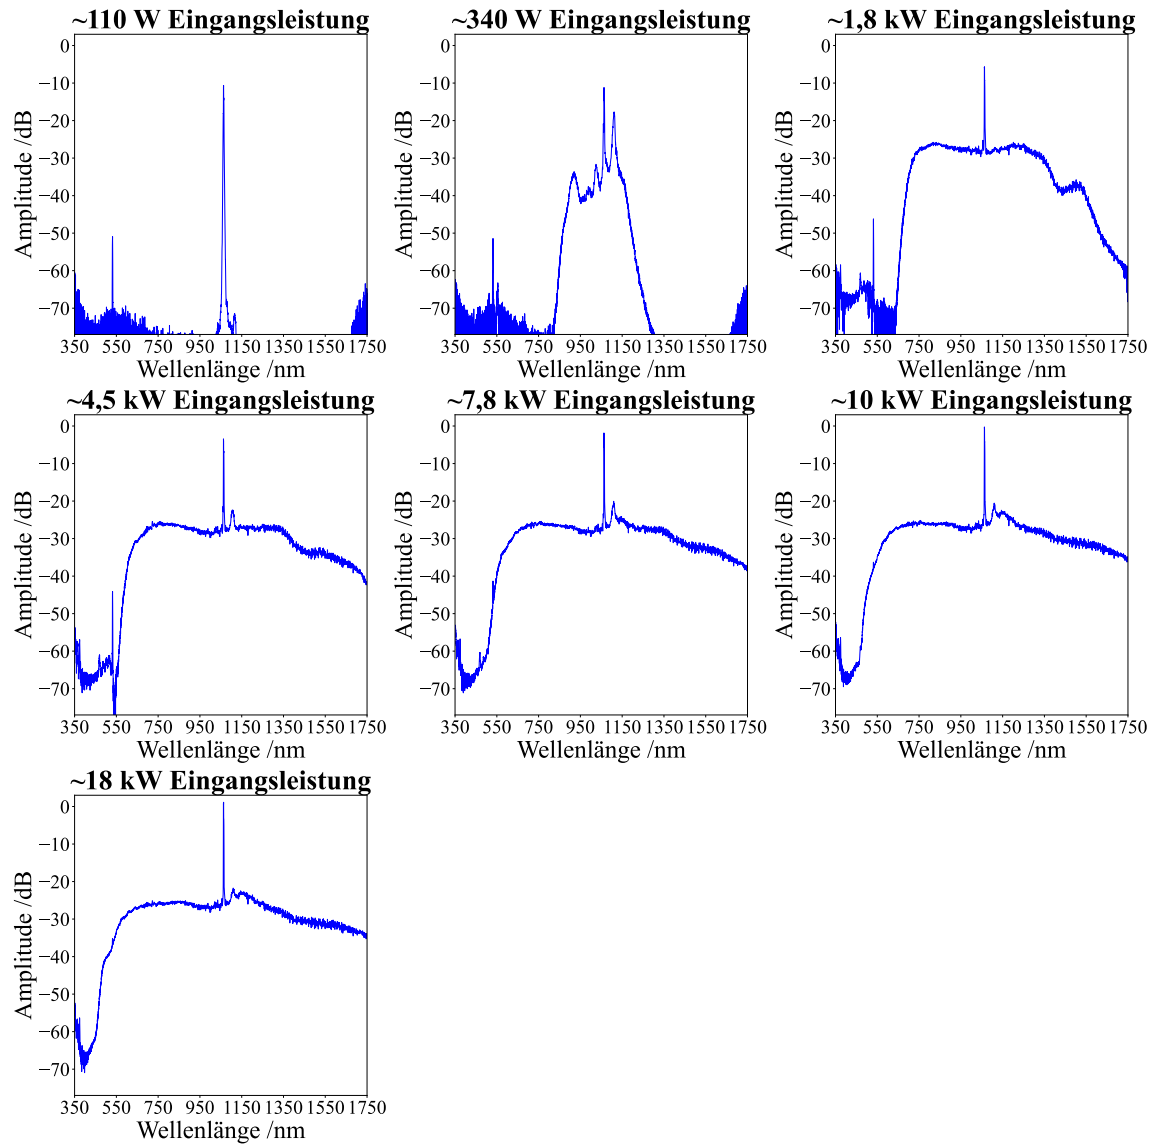 ~110 W Eingangsleistung
0
−10
−20
−30
−40
−50
−60
−70
Amplitude /dB
350 550 750 950 1150 1350 1550 1750
Wellenlänge /nm
~340 W Eingangsleistung
0
−10
−20
−30
−40
−50
−60
−70
Amplitude /dB
350 550 750 950 1150 1350 1550 1750
Wellenlänge /nm
~1,8 kW Eingangsleistung
0
−10
−20
−30
−40
−50
−60
−70
Amplitude /dB
350 550 750 950 1150 1350 1550 1750
Wellenlänge /nm
~4,5 kW Eingangsleistung
0
−10
−20
−30
−40
−50
−60
−70
Amplitude /dB
350 550 750 950 1150 1350 1550 1750
Wellenlänge /nm
~7,8 kW Eingangsleistung
0
−10
−20
−30
−40
−50
−60
−70
Amplitude /dB
350 550 750 950 1150 1350 1550 1750
Wellenlänge /nm
~10 kW Eingangsleistung
0
−10
−20
−30
−40
−50
−60
−70
Amplitude /dB
350 550 750 950 1150 1350 1550 1750
Wellenlänge /nm
~18 kW Eingangsleistung
0
−10
−20
−30
−40
−50
−60
−70
Amplitude /dB
350 550 750 950 1150 1350 1550 1750
Wellenlänge /nm